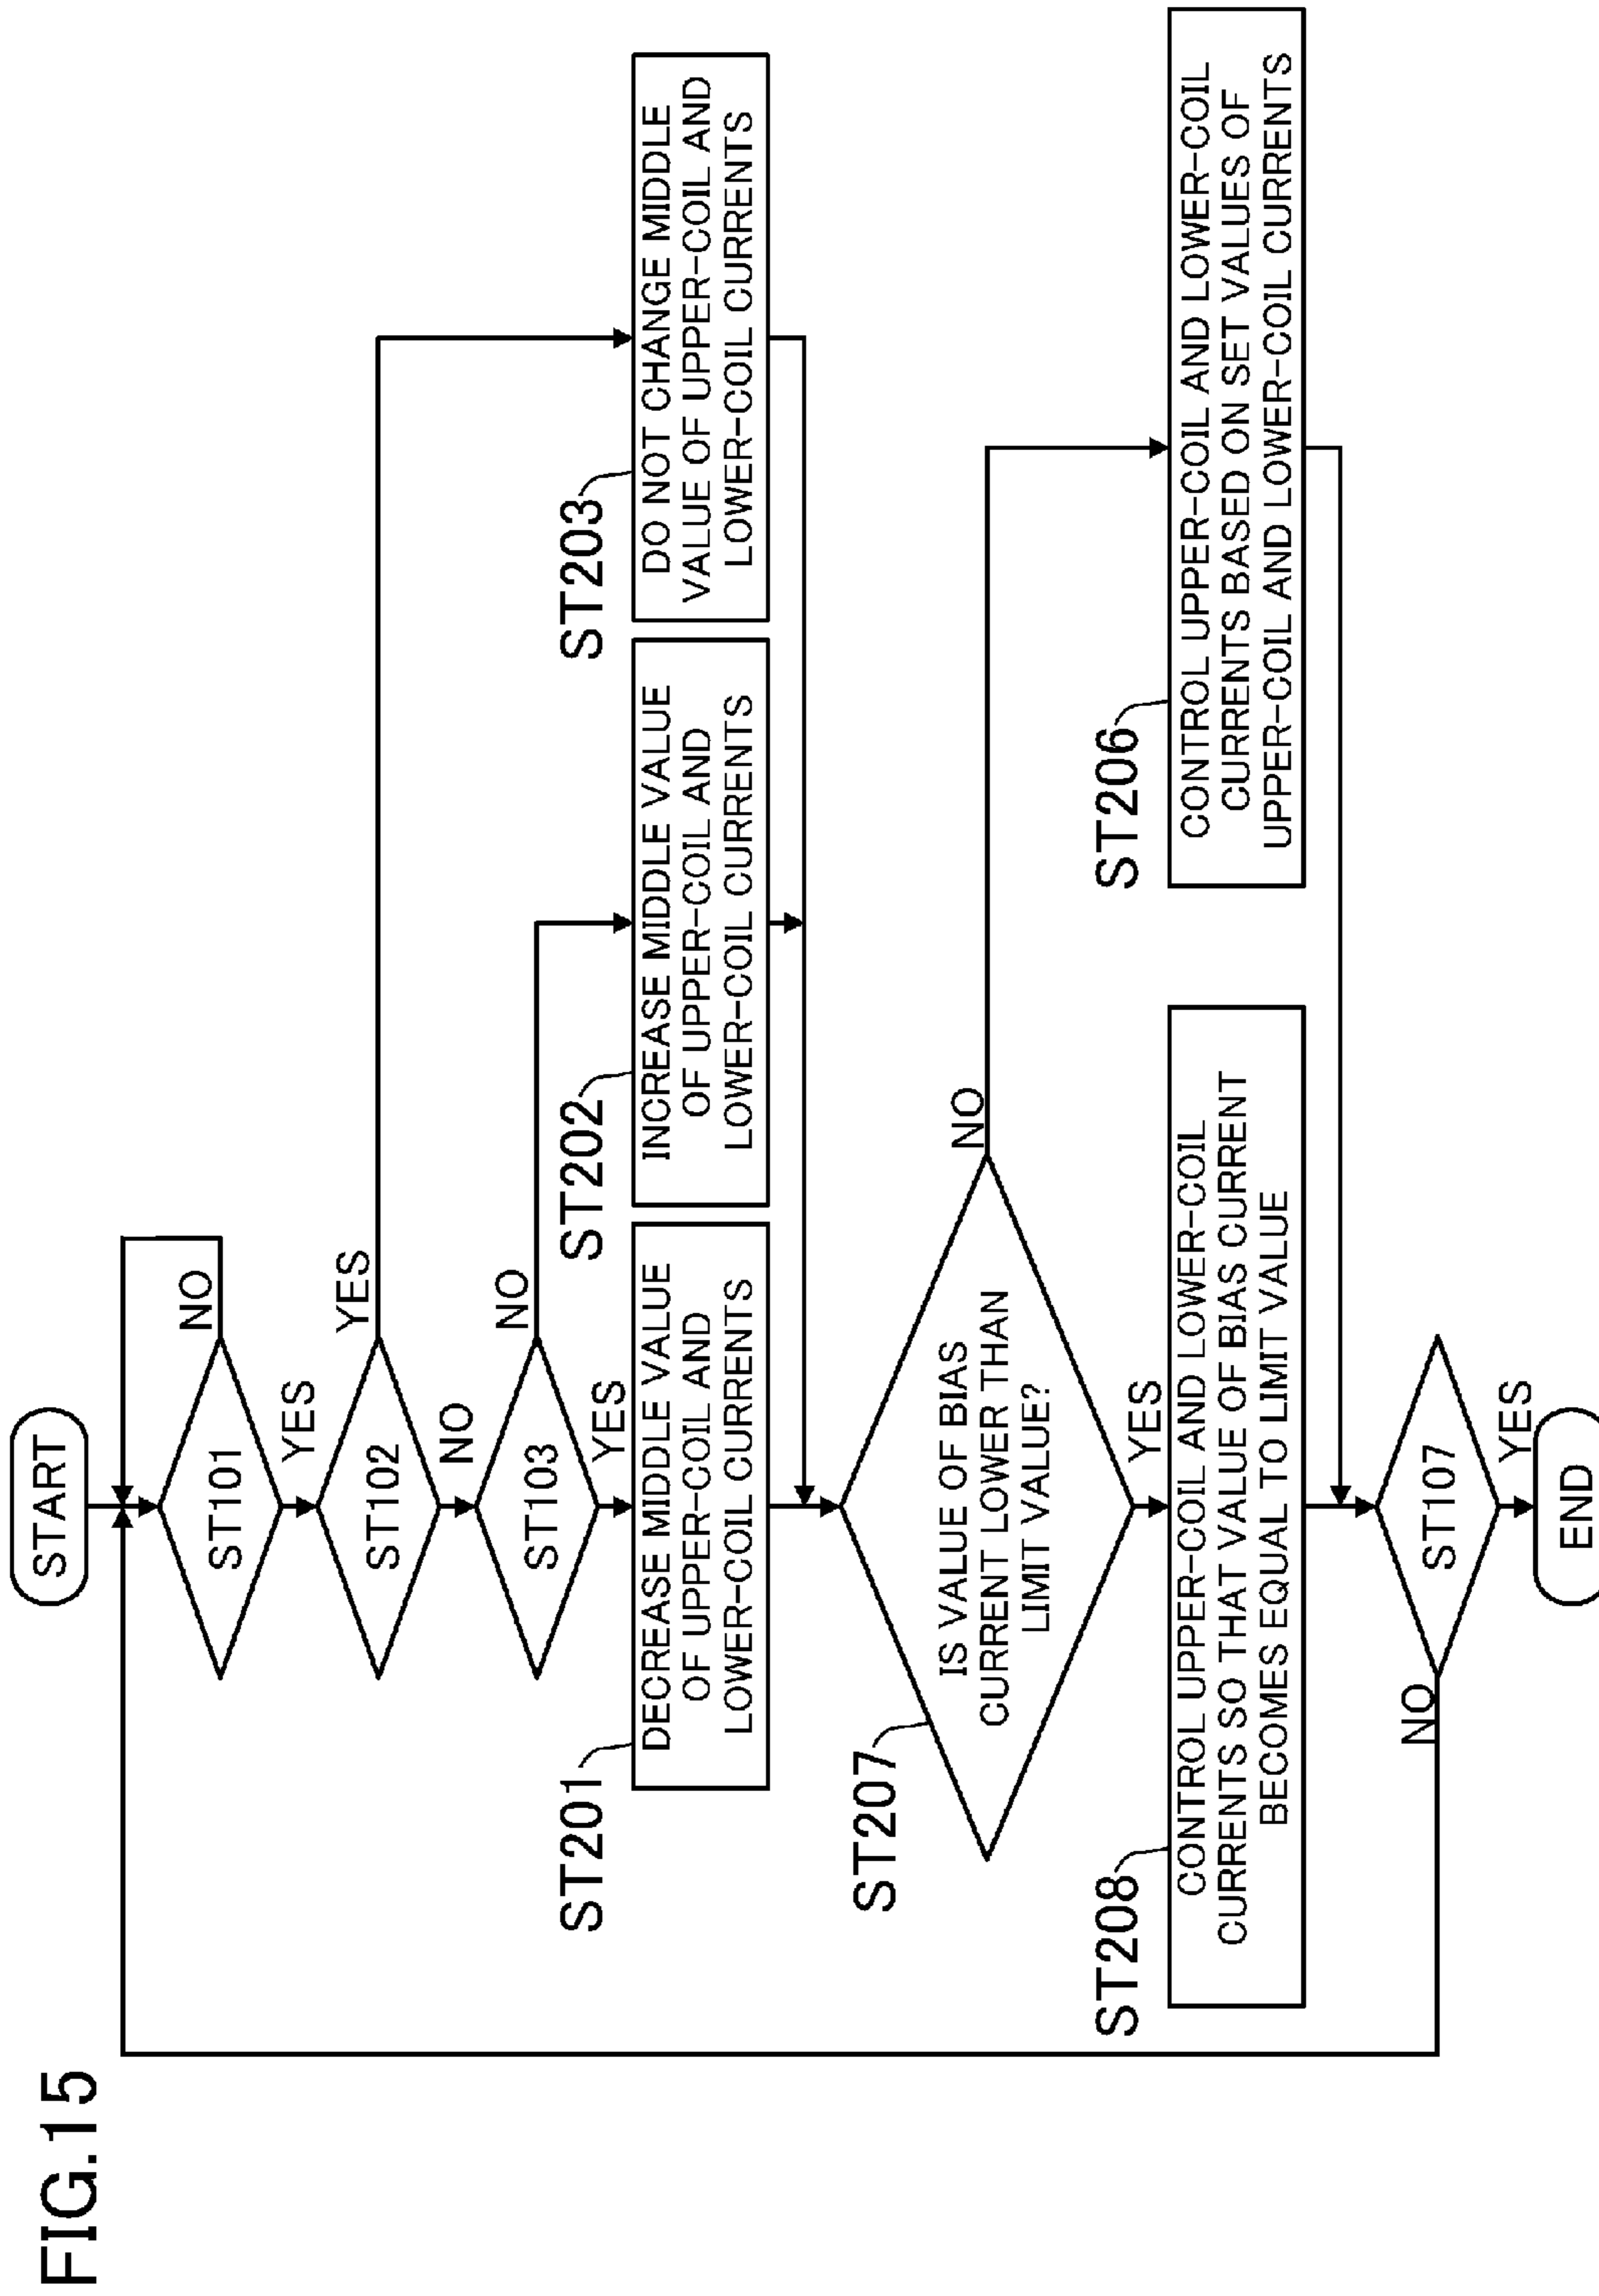 FIG.15
START
ST101
NO
YES
ST102
YES
NO
ST103
NO
YES
ST201
DECREASE MIDDLE VALUE
OF UPPER-COIL AND
LOWER-COIL CURRENTS
ST202
INCREASE MIDDLE VALUE
OF UPPER-COIL AND
LOWER-COIL CURRENTS
ST203
DO NOT CHANGE MIDDLE
VALUE OF UPPER-COIL AND
LOWER-COIL CURRENTS
ST207
IS VALUE OF BIAS
CURRENT LOWER THAN
LIMIT VALUE?
NO
YES
ST208
CONTROL UPPER-COIL AND LOWER-COIL
CURRENTS SO THAT VALUE OF BIAS CURRENT
BECOMES EQUAL TO LIMIT VALUE
ST206
CONTROL UPPER-COIL AND LOWER-COIL
CURRENTS BASED ON SET VALUES OF
UPPER-COIL AND LOWER-COIL CURRENTS
NO
ST107
YES
END